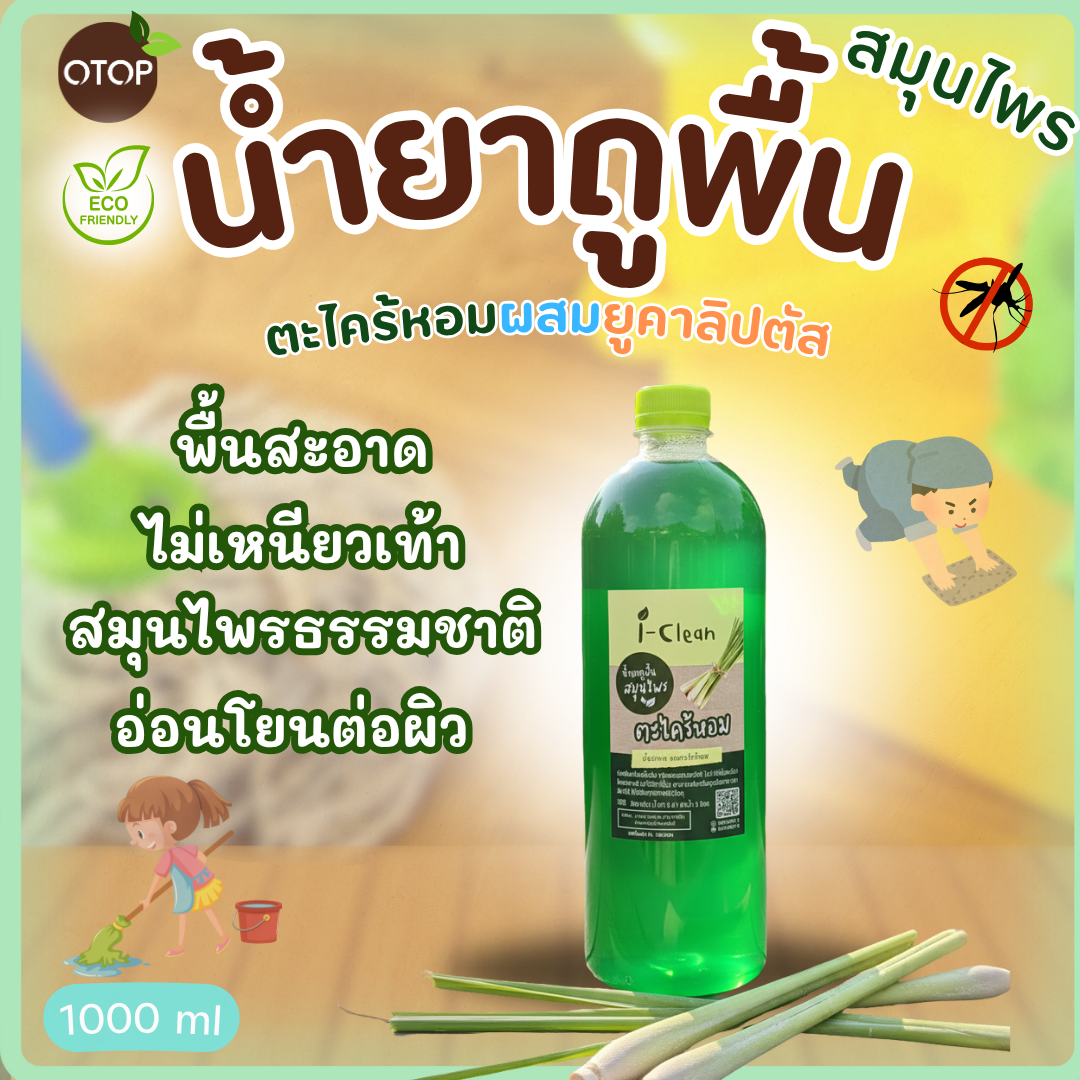 OTOP
น้ำยาถูพื้น
สมุนไพร
ECO
FRIENDLY
ตะไคร้หอมผสมยูคาลิปตัส
พื้นสะอาด
ไม่เหนียวเท้า
สมุนไพรธรรมชาติ
อ่อนโยนต่อผิว
i-Clean
น้ำยาถูพื้น
สมุนไพร
ตะไคร้หอม
1000 ml